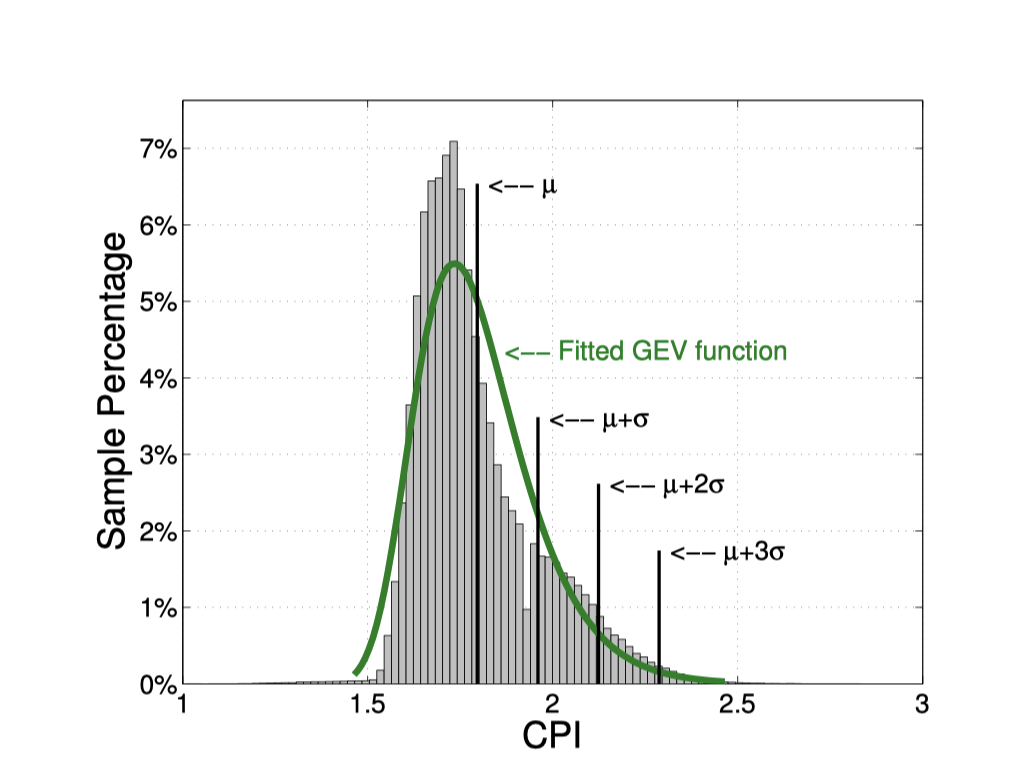 7%
6%
5%
4%
3%
2%
1%
0%
Sample Percentage
<−− μ
<−− Fitted GEV function
<−− μ+σ
<−− μ+2σ
<−− μ+3σ
1 1.5 2 2.5 3
CPI